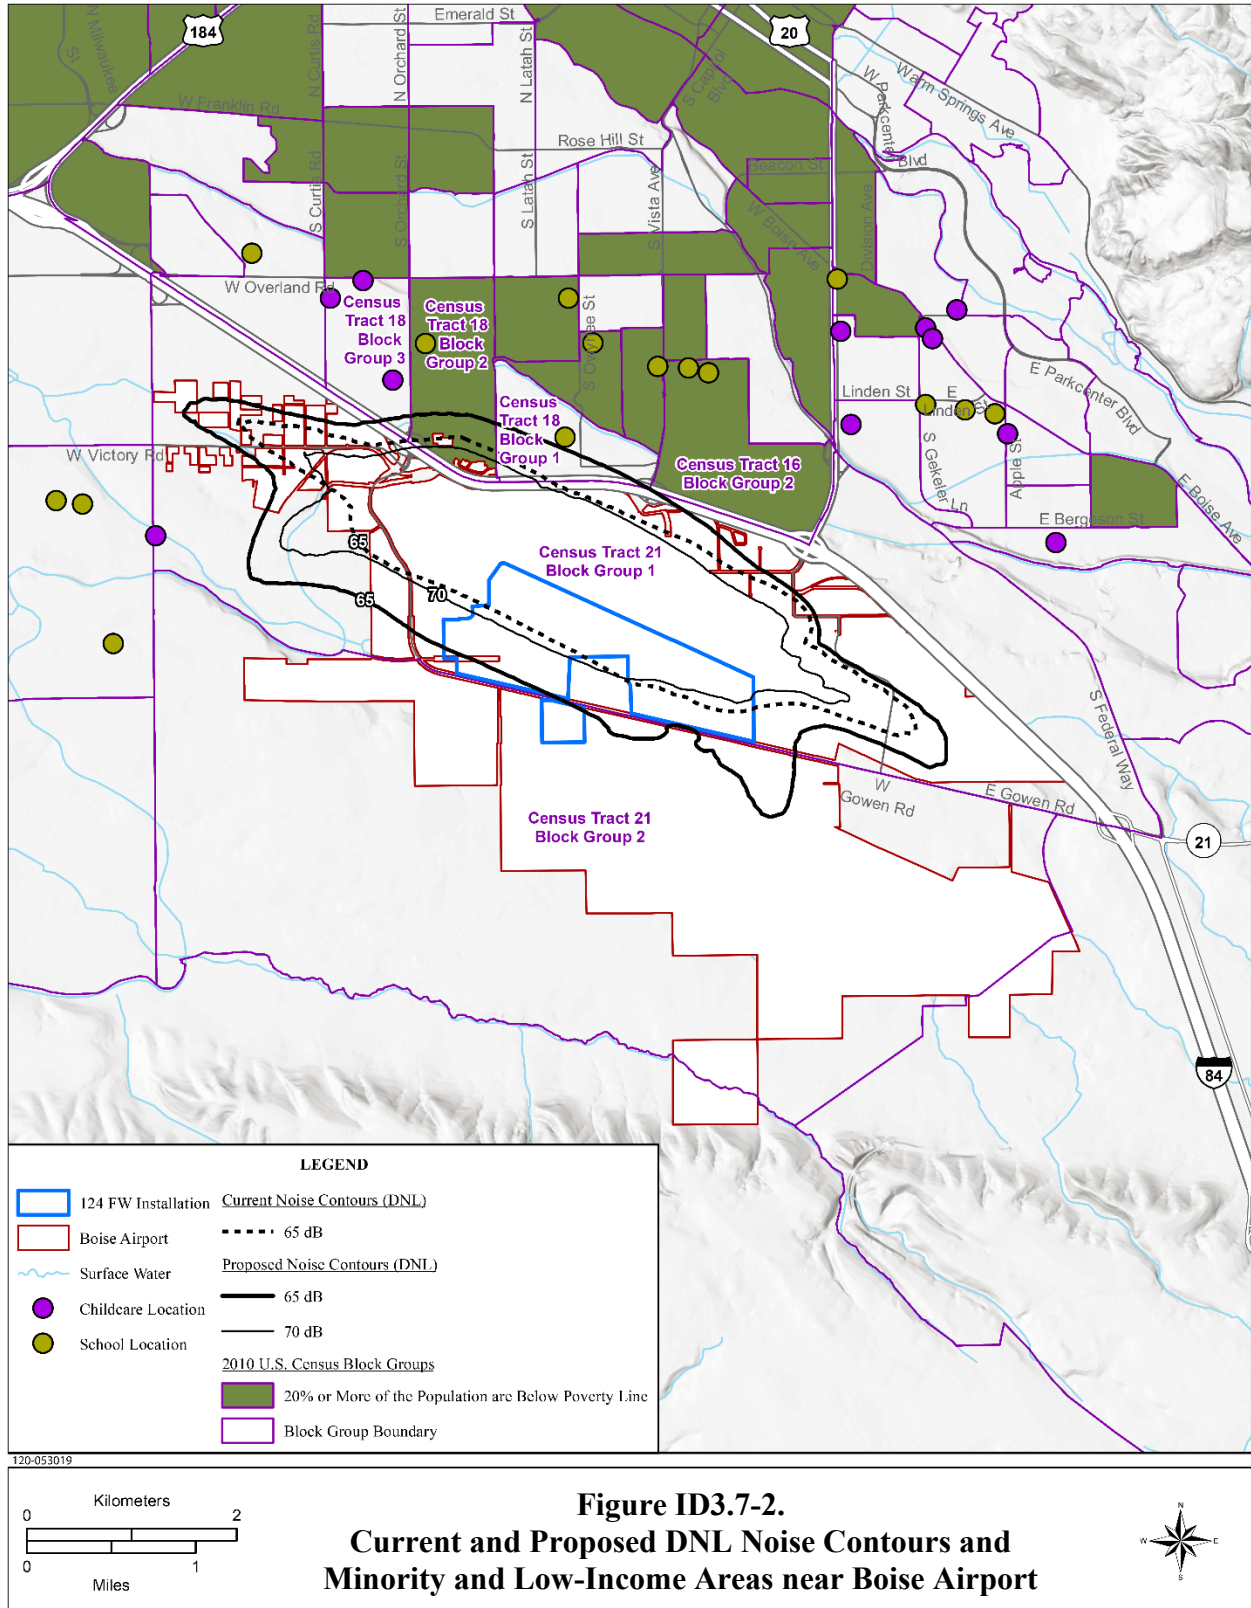 184
20
Emerald St
N Milwaukee
St
N Curtis Rd
N Orchard St
N Latah St
S Capitol
Blvd
W Parkcenter
Blvd
Warm Springs Ave
W Franklin Rd
Rose Hill St
Beacon St
S Curtis Rd
S Orchard St
S Latah St
S Vista Ave
W Boise Ave
Division Ave
W Overland Rd
Census
Tract 18
Block
Group 3
Census
Tract 18
Block
Group 2
S Owyhee St
Linden St
E
Linden St
E Parkcenter Blvd
Census
Tract 18
Block
Group 1
W Victory Rd
Census Tract 16
Block Group 2
S Gekeler Ln
Apple St
E Boise Ave
E Bergeson St
65
Census Tract 21
Block Group 1
65
70
S Federal Way
W
Gowen Rd
E Gowen Rd
Census Tract 21
Block Group 2
21
84
LEGEND
124 FW Installation
Boise Airport
Surface Water
Childcare Location
School Location
Current Noise Contours (DNL)
65 dB
Proposed Noise Contours (DNL)
65 dB
70 dB
2010 U.S. Census Block Groups
20% or More of the Population are Below Poverty Line
Block Group Boundary
120-053019
Kilometers
0 2
0 1
Miles
Figure ID3.7-2.
Current and Proposed DNL Noise Contours and
Minority and Low-Income Areas near Boise Airport
N
W E
S